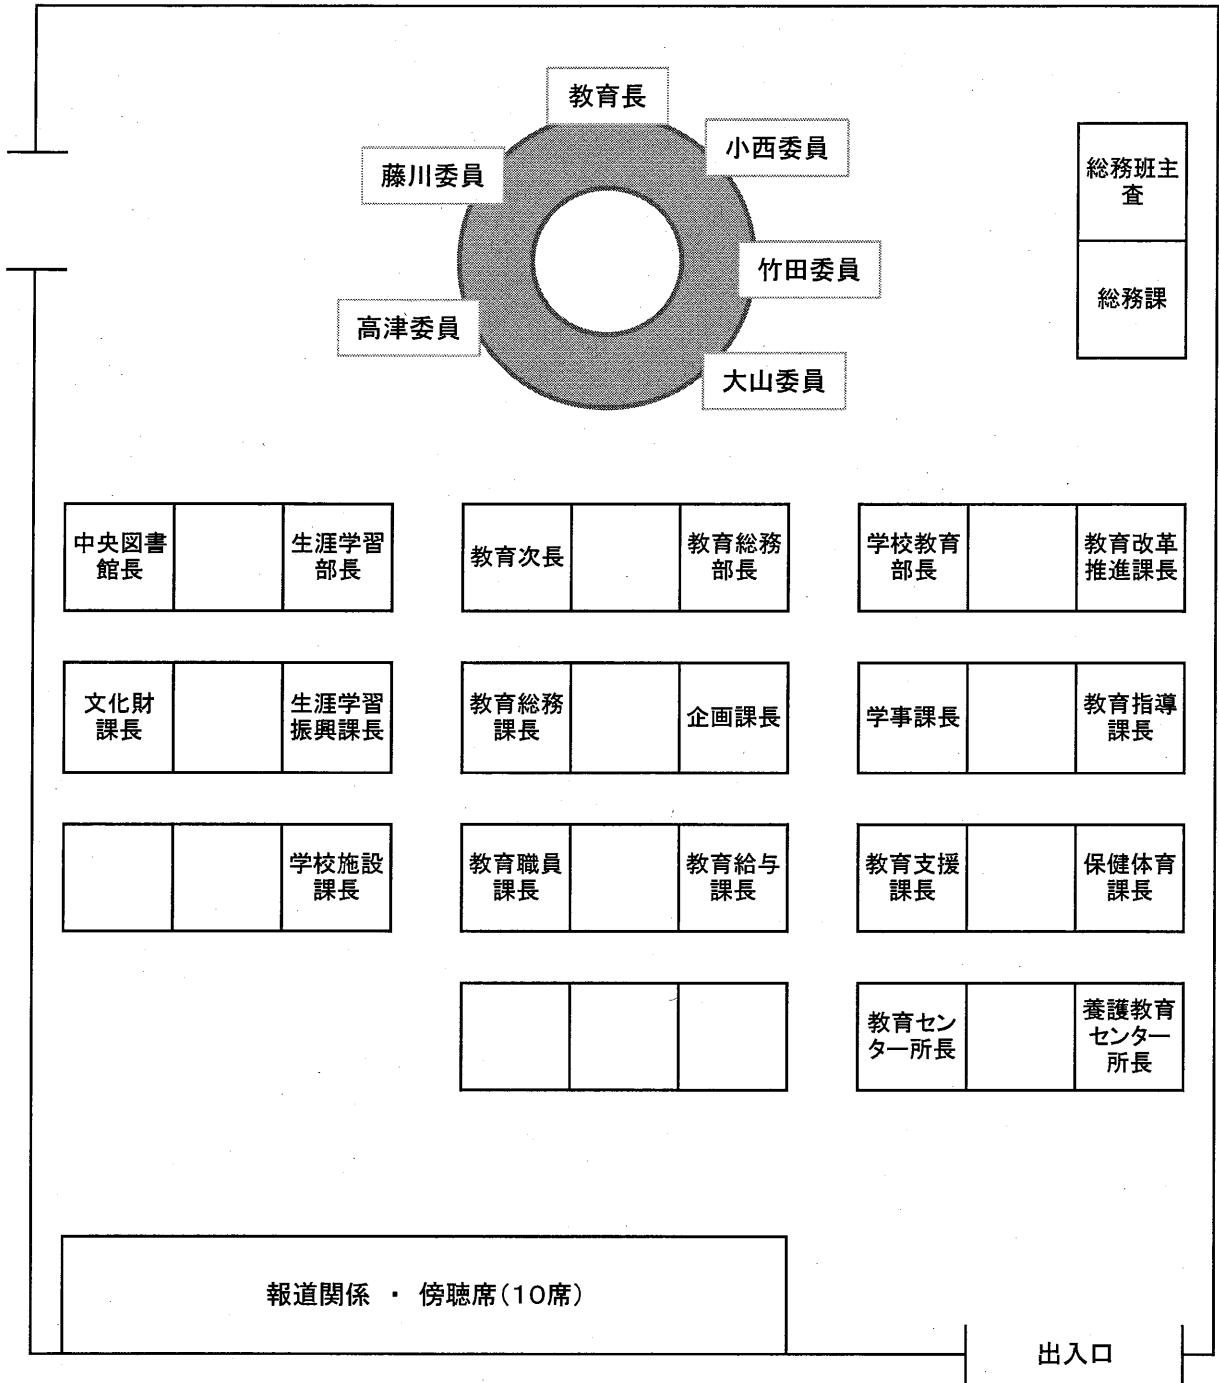 教育長
小西委員
藤川委員
竹田委員
高津委員
大山委員
総務班主
査
総務課
中央図書
館長
生涯学習
部長
教育次長
教育総務
部長
学校教育
部長
教育改革
推進課長
文化財
課長
生涯学習
振興課長
教育総務
課長
企画課長
学事課長
教育指導
課長
学校施設
課長
教育職員
課長
教育給与
課長
教育支援
課長
保健体育
課長
教育セン
ター所長
養護教育
センター
所長
報道関係 ・ 傍聴席(10席)
出入口